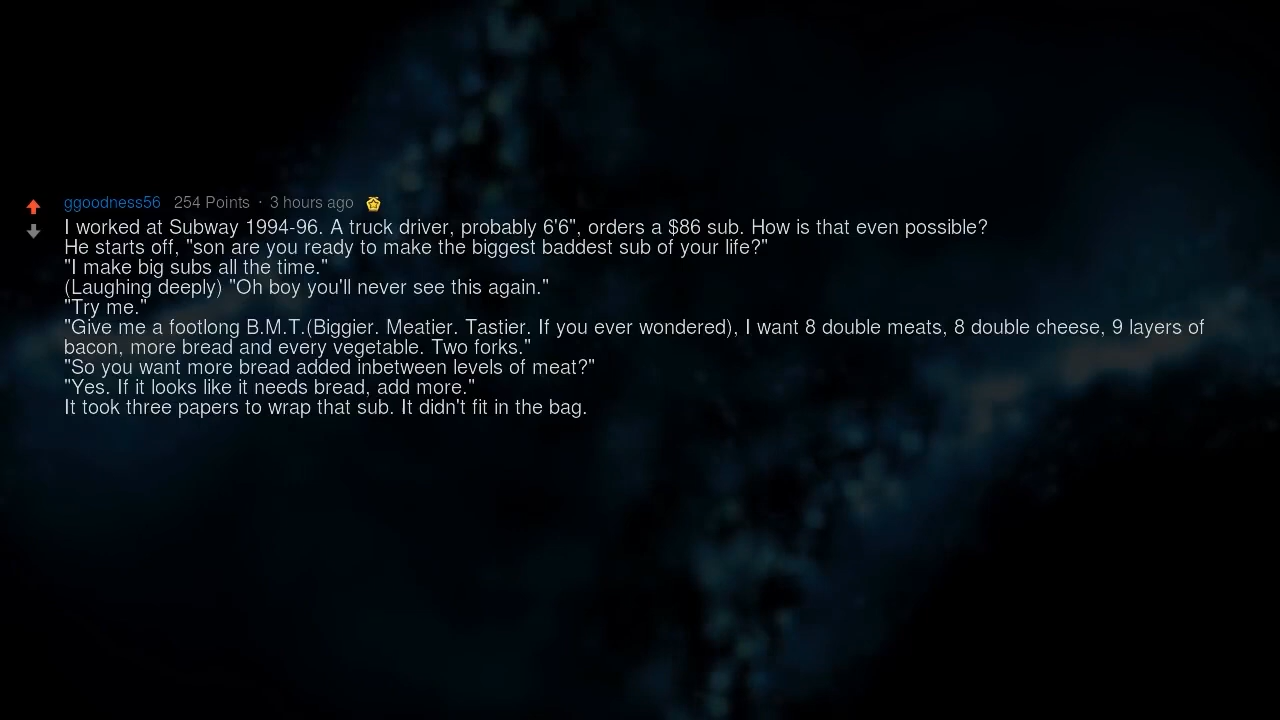 ggoodness56 254 Points · 3 hours ago
I worked at Subway 1994-96. A truck driver, probably 6'6", orders a $86 sub. How is that even possible?
He starts off, "son are you ready to make the biggest baddest sub of your life?"
"I make big subs all the time."
(Laughing deeply) "Oh boy you'll never see this again."
"Try me."
"Give me a footlong B.M.T.(Biggier. Meatier. Tastier. If you ever wondered), I want 8 double meats, 8 double cheese, 9 layers of
bacon, more bread and every vegetable. Two forks."
"So you want more bread added inbetween levels of meat?"
"Yes. If it looks like it needs bread, add more."
It took three papers to wrap that sub. It didn't fit in the bag.